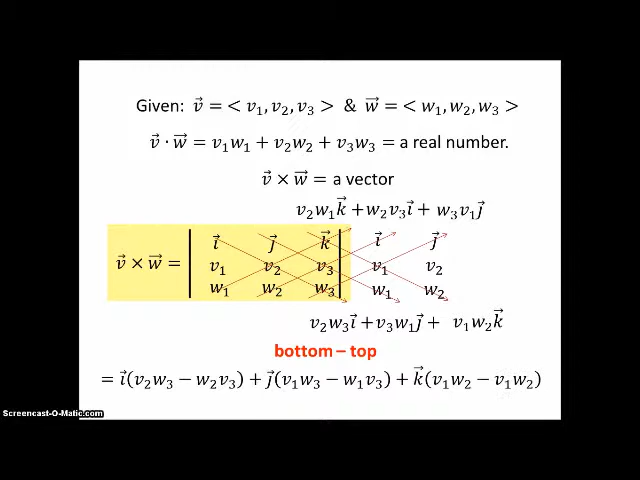 Given: v⃗ = < v₁, v₂, v₃ > & w⃗ = < w₁, w₂, w₃ >
v⃗ · w⃗ = v₁w₁ + v₂w₂ + v₃w₃ = a real number.
v⃗ × w⃗ = a vector
v₂w₁k⃗ + w₂v₃i⃗ + w₃v₁j⃗
i⃗ j⃗ k⃗ i⃗ j⃗
v⃗ × w⃗ = | v₁ v₂ v₃ | v₁ v₂
w₁ w₂ w₃ w₁ w₂
v₂w₃i⃗ + v₃w₁j⃗ + v₁w₂k⃗
bottom – top
= i⃗(v₂w₃ − w₂v₃) + j⃗(v₁w₃ − w₁v₃) + k⃗(v₁w₂ − v₁w₂)
Screencast-O-Matic.com